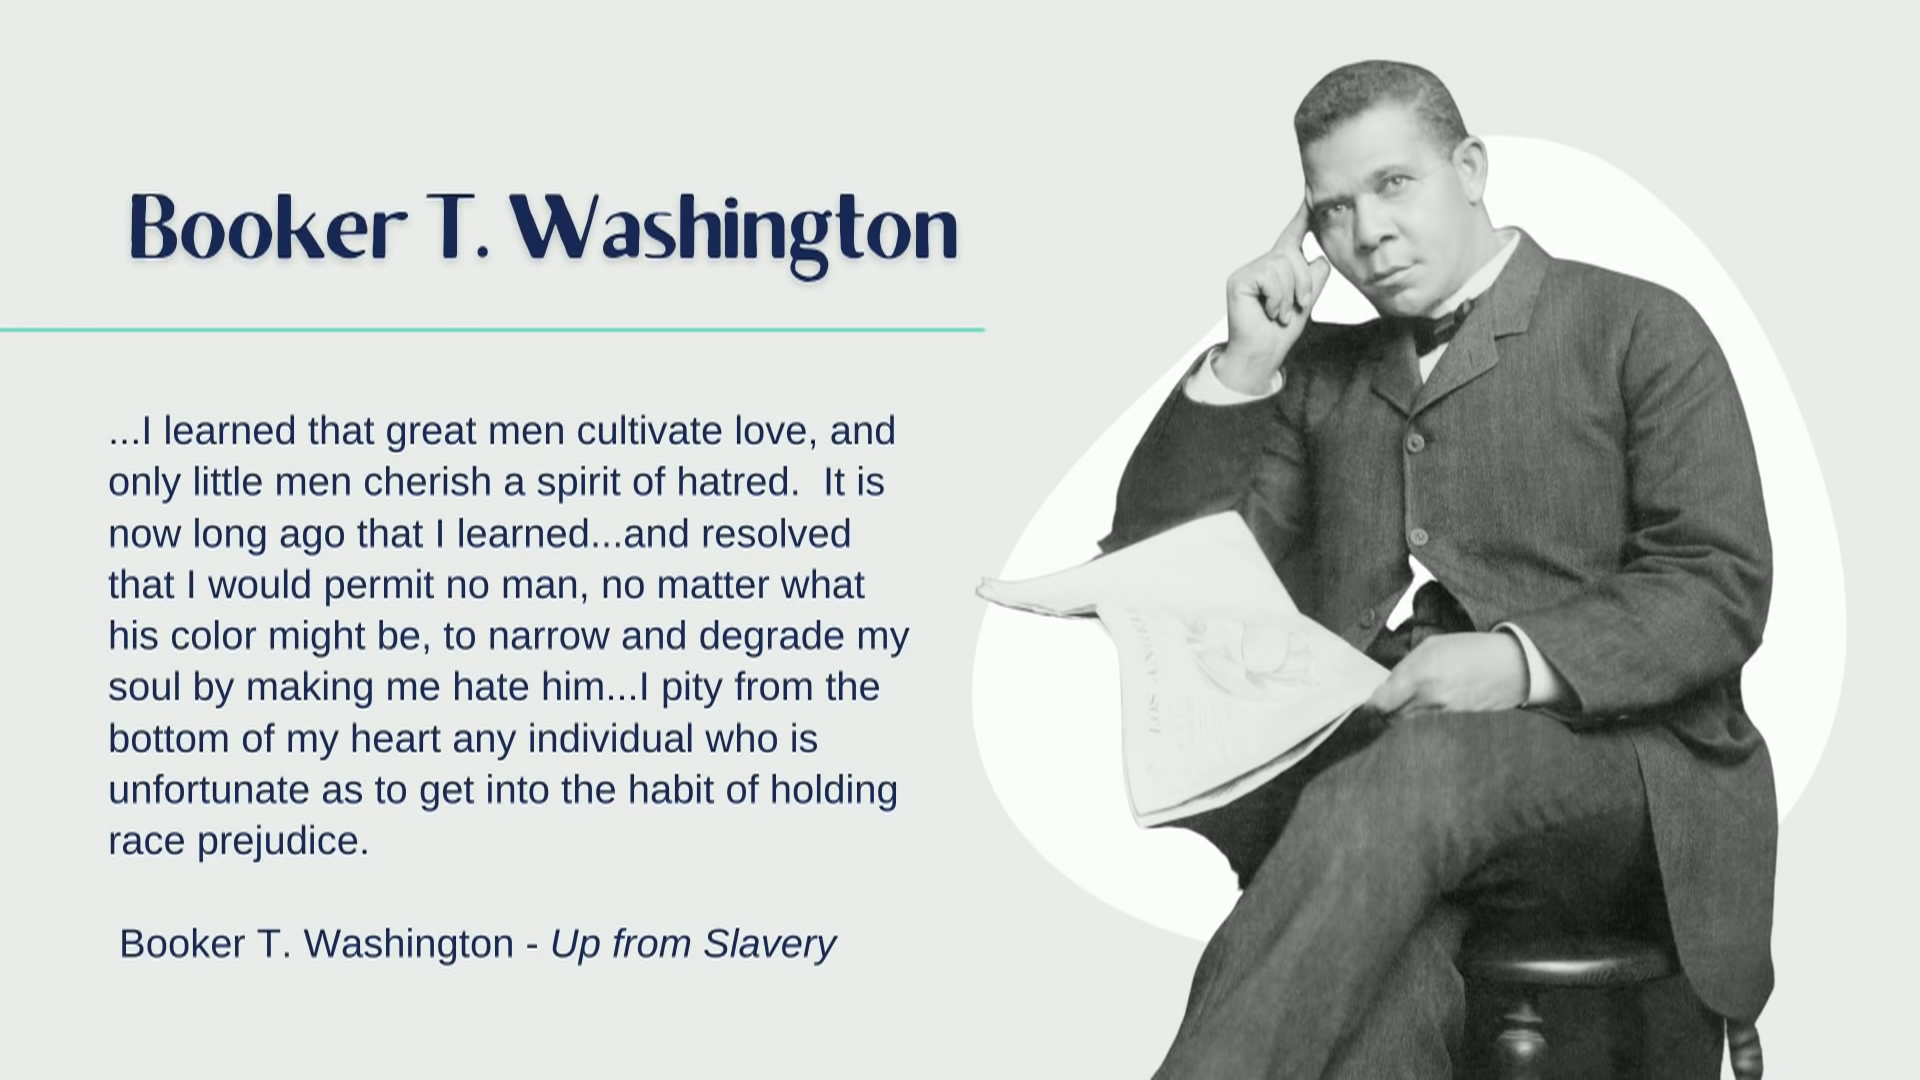 Booker T. Washington
...I learned that great men cultivate love, and
only little men cherish a spirit of hatred.  It is
now long ago that I learned...and resolved
that I would permit no man, no matter what
his color might be, to narrow and degrade my
soul by making me hate him...I pity from the
bottom of my heart any individual who is
unfortunate as to get into the habit of holding
race prejudice.
Booker T. Washington - Up from Slavery